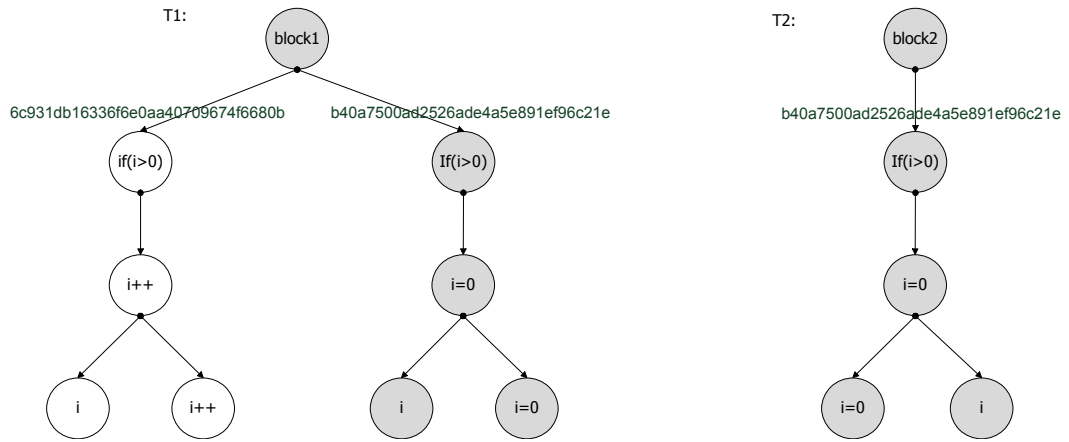 T1:
block1
6c931db16336f6e0aa40709674f6680b
b40a7500ad2526ade4a5e891ef96c21e
if(i>0)
If(i>0)
i++
i=0
i
i++
i
i=0
T2:
block2
b40a7500ad2526ade4a5e891ef96c21e
If(i>0)
i=0
i=0
i